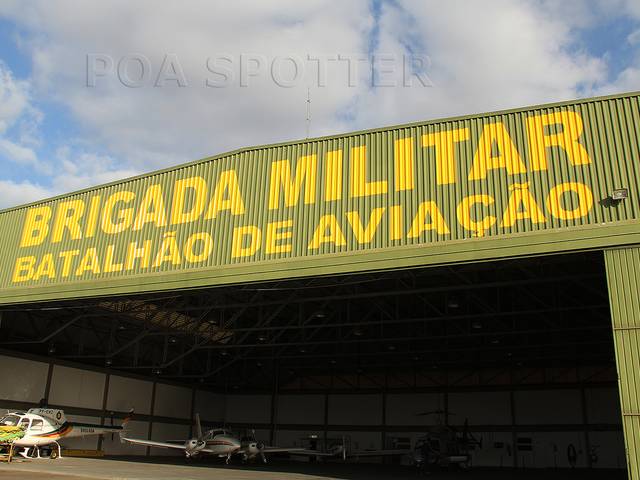 POA SPOTTER
BRIGADA MILITAR
BATALHÃO DE AVIAÇÃO